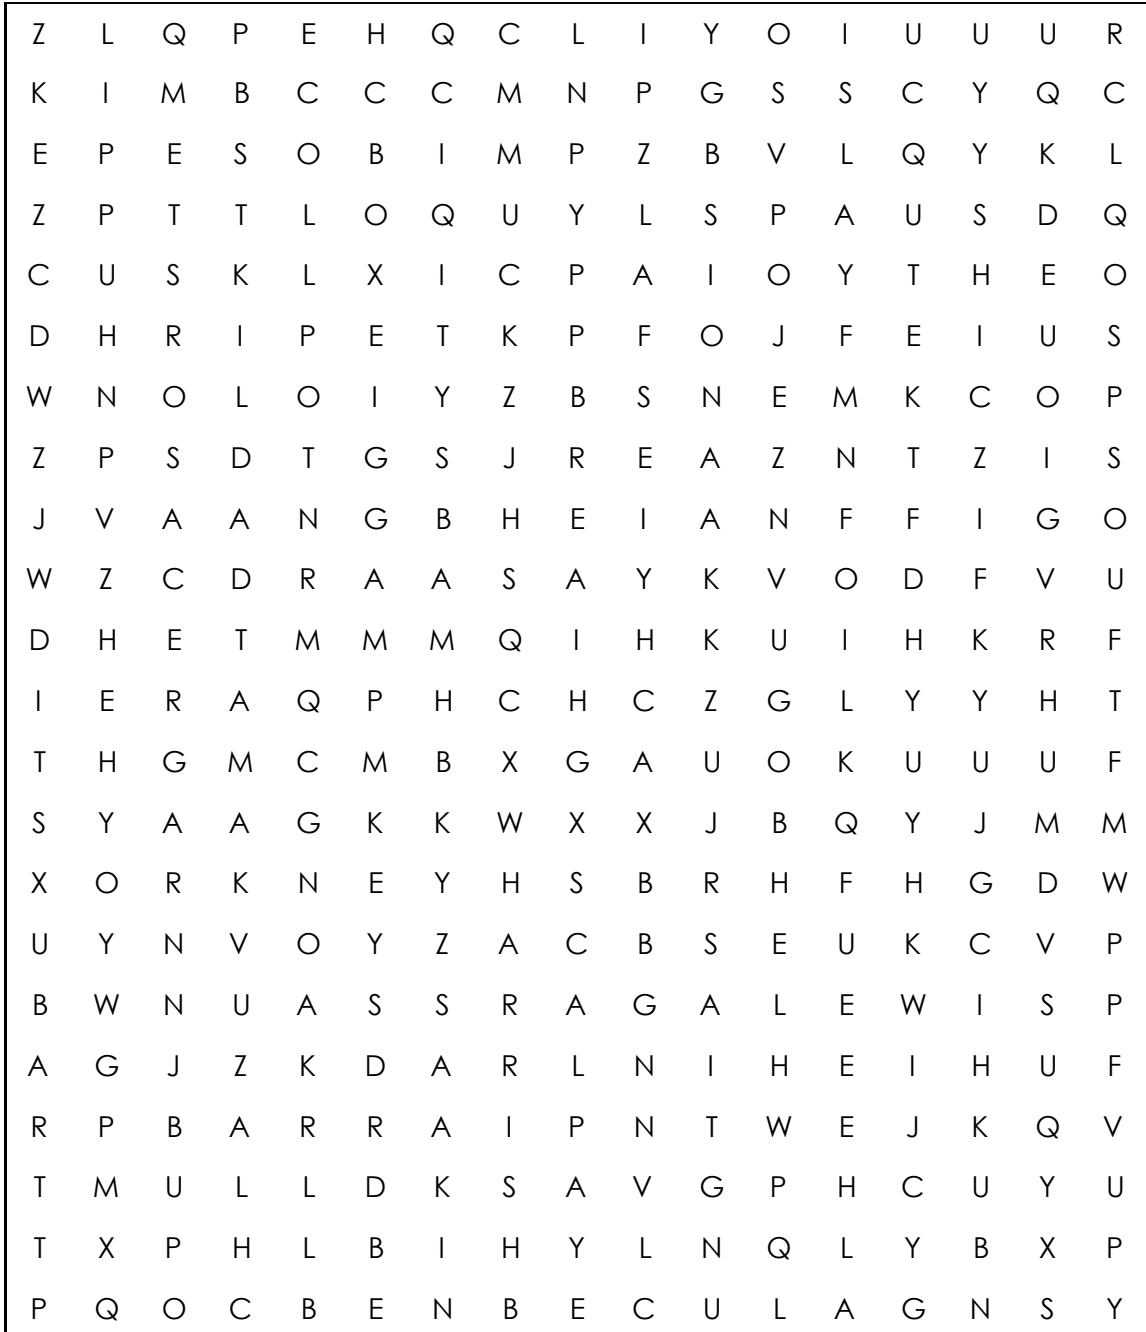 Z L Q P E H Q C L I Y O I U U U R
K I M B C C C M N P G S S C Y Q C
E P E S O B I M P Z B V L Q Y K L
Z P T T L O Q U Y L S P A U S D Q
C U S K L X I C P A I O Y T H E O
D H R I P E T K P F O J F E I U S
W N O L O I Y Z B S N E M K C O P
Z P S D T G S J R E A Z N T Z I S
J V A A N G B H E I A N F F I G O
W Z C D R A A S A Y K V O D F V U
D H E T M M M Q I H K U I H K R F
I E R A Q P H C H C Z G L Y Y H T
T H G M C M B X G A U O K U U U F
S Y A A G K K W X X J B Q Y J M M
X O R K N E Y H S B R H F H G D W
U Y N V O Y Z A C B S E U K C V P
B W N U A S S R A G A L E W I S P
A G J Z K D A R L N I H E I H U F
R P B A R R A I P N T W E J K Q V
T M U L L D K S A V G P H C U Y U
T X P H L B I H Y L N Q L Y B X P
P Q O C B E N B E C U L A G N S Y